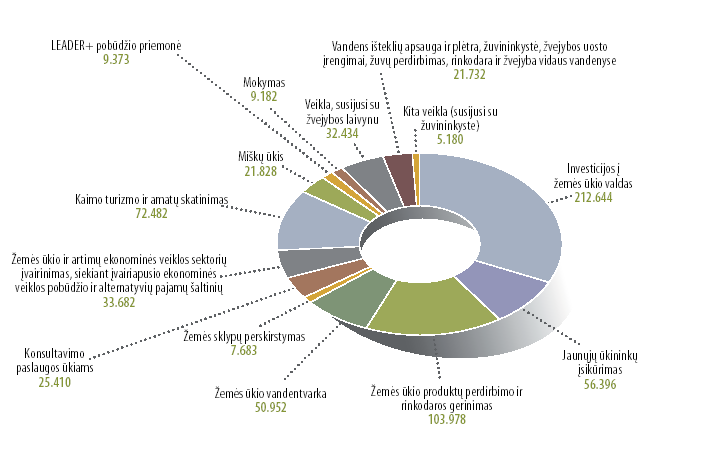 LEADER+ pobūdžio priemonė
9.373
Vandens išteklių apsauga ir plėtra, žuvininkystė, žvejybos uosto
įrengimai, žuvų perdirbimas, rinkodara ir žvejyba vidaus vandenyse
21.732
Mokymas
9.182
Veikla, susijusi su
žvejybos laivynu
32.434
Kita veikla (susijusi su
žuvininkyste)
5.180
Miškų ūkis
21.828
Investicijos į
žemės ūkio valdas
212.644
Kaimo turizmo ir amatų skatinimas
72.482
Žemės ūkio ir artimų ekonominės veiklos sektorių
įvairinimas, siekiant įvairiapusio ekonominės
veiklos pobūdžio ir alternatyvių pajamų šaltinių
33.682
Žemės sklypų perskirstymas
7.683
Konsultavimo
paslaugos ūkiams
25.410
Jaunųjų ūkininkų
įsikūrimas
56.396
Žemės ūkio vandentvarka
50.952
Žemės ūkio produktų perdirbimo ir
rinkodaros gerinimas
103.978